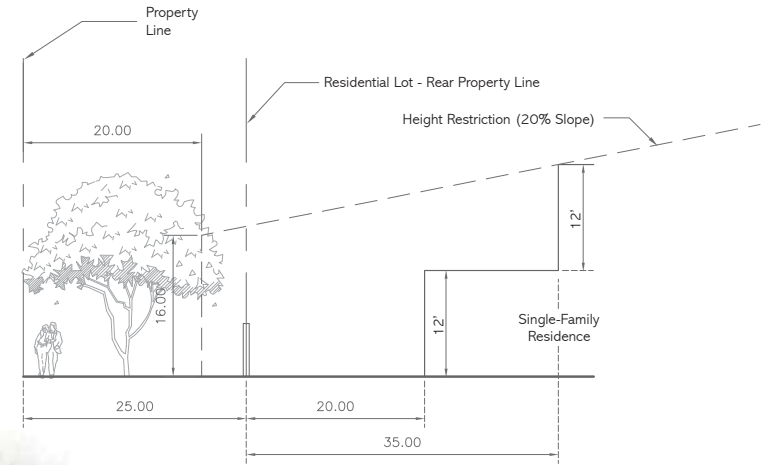 Property
Line
Residential Lot - Rear Property Line
Height Restriction (20% Slope)
20.00
12'
16.00
12'
Single-Family
Residence
25.00
20.00
35.00